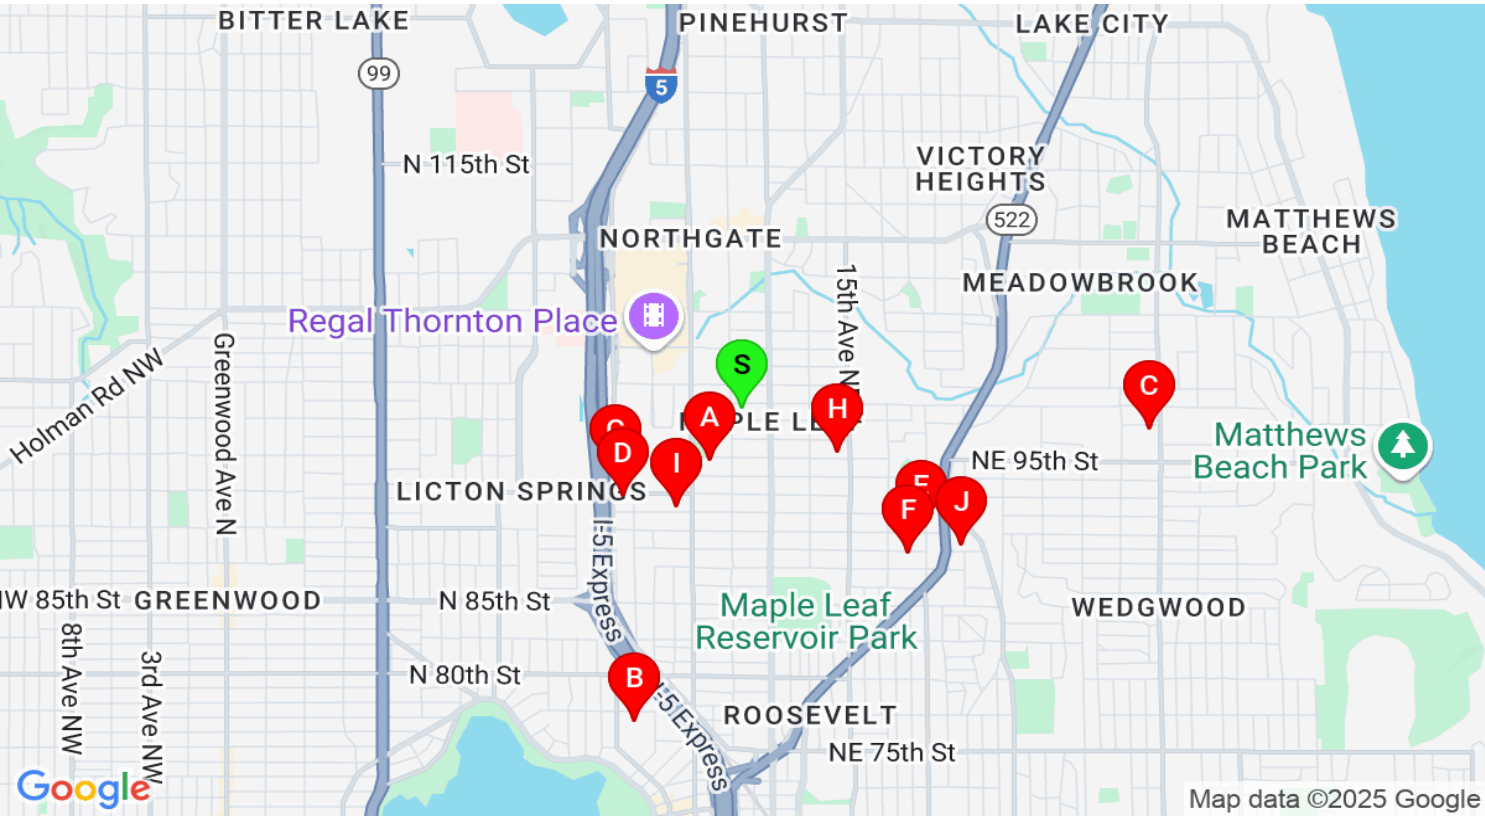 BITTER LAKE
PINEHURST
LAKE CITY
99
5
N 115th St
VICTORY
HEIGHTS
522
NORTHGATE
MATTHEWS
BEACH
MEADOWBROOK
15th Ave
Regal Thornton Place
Greenwood Ave N
Holman Rd NW
S
C
H
A
MAPLE LEAF
G
D
I
Matthews
Beach Park
NE 95th St
LICTON SPRINGS
E
F
J
I-5 Express
NW 85th St
GREENWOOD
N 85th St
Maple Leaf
Reservoir Park
WEDGWOOD
8th Ave NW
3rd Ave NW
N 80th St
B
I-5 Express
ROOSEVELT
NE 75th St
Google
Map data ©2025 Google